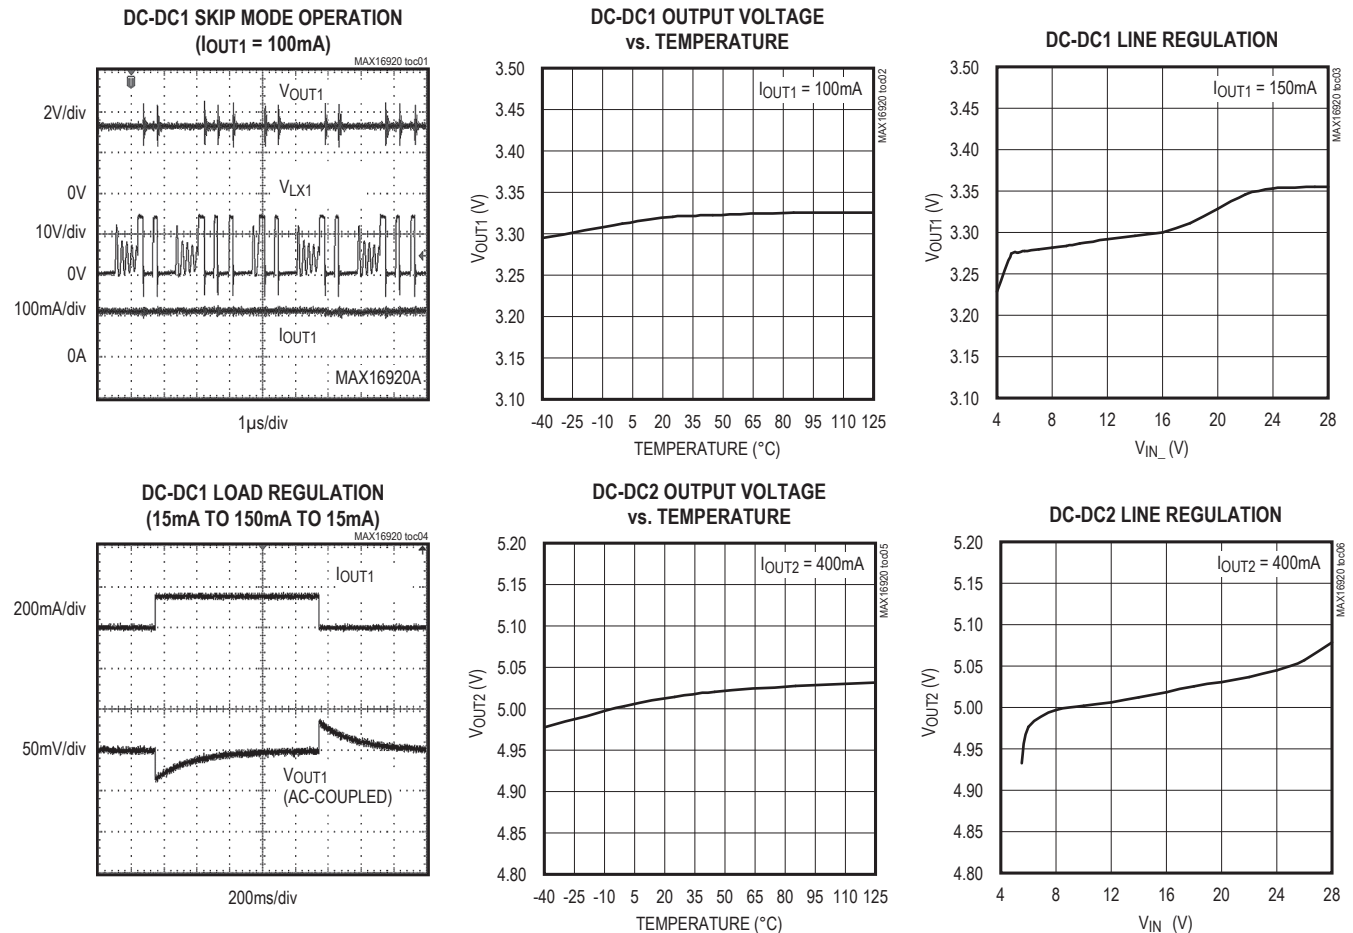 DC-DC1 SKIP MODE OPERATION
(IOUT1 = 100mA)
MAX16920 toc01
VOUT1
2V/div
0V
VLX1
10V/div
0V
100mA/div
IOUT1
0A
MAX16920A
1µs/div
DC-DC1 OUTPUT VOLTAGE
vs. TEMPERATURE
MAX16920 toc02
IOUT1 = 100mA
VOUT1 (V)
3.50
3.45
3.40
3.35
3.30
3.25
3.20
3.15
3.10
-40 -25 -10 5 20 35 50 65 80 95 110 125
TEMPERATURE (°C)
DC-DC1 LINE REGULATION
MAX16920 toc03
IOUT1 = 150mA
VOUT1 (V)
3.50
3.45
3.40
3.35
3.30
3.25
3.20
3.15
3.10
4 8 12 16 20 24 28
VIN_ (V)
DC-DC1 LOAD REGULATION
(15mA TO 150mA TO 15mA)
MAX16920 toc04
IOUT1
200mA/div
50mV/div
VOUT1
(AC-COUPLED)
200ms/div
DC-DC2 OUTPUT VOLTAGE
vs. TEMPERATURE
MAX16920 toc05
IOUT2 = 400mA
VOUT2 (V)
5.20
5.15
5.10
5.05
5.00
4.95
4.90
4.85
4.80
-40 -25 -10 5 20 35 50 65 80 95 110 125
TEMPERATURE (°C)
DC-DC2 LINE REGULATION
MAX16920 toc06
IOUT2 = 400mA
VOUT2 (V)
5.20
5.15
5.10
5.05
5.00
4.95
4.90
4.85
4.80
4 8 12 16 20 24 28
VIN (V)